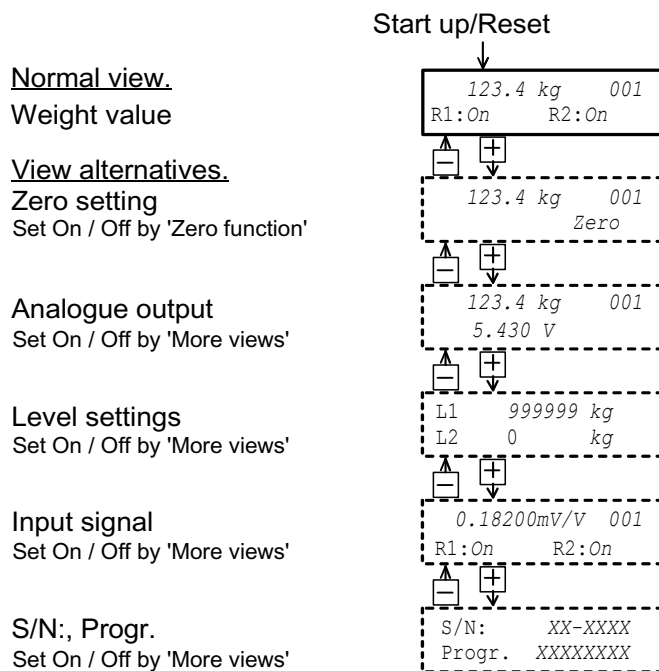 Start up/Reset
Normal view.
Weight value
123.4 kg 001
R1:On R2:On
- +
View alternatives.
Zero setting
Set On / Off by 'Zero function'
123.4 kg 001
Zero
- +
Analogue output
Set On / Off by 'More views'
123.4 kg 001
5.430 V
- +
Level settings
Set On / Off by 'More views'
L1 999999 kg
L2 0 kg
- +
Input signal
Set On / Off by 'More views'
0.18200mV/V 001
R1:On R2:On
- +
S/N:, Progr.
Set On / Off by 'More views'
S/N: XX-XXXX
Progr. XXXXXXXX